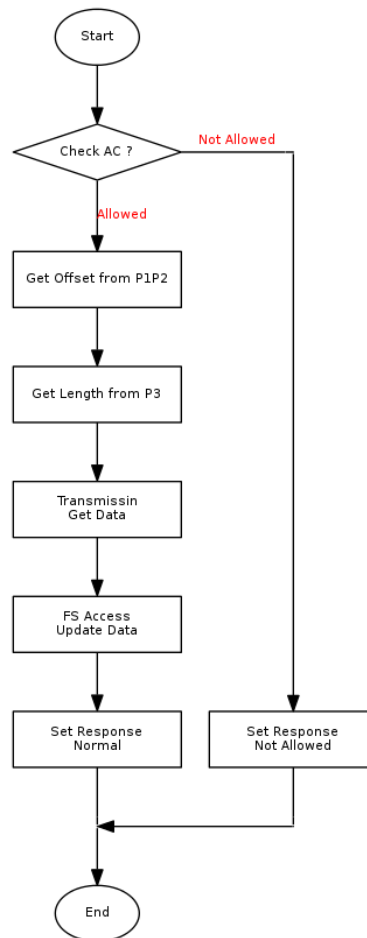 Start
Check AC ?
Not Allowed
Allowed
Get Offset from P1P2
Get Length from P3
Transmissin
Get Data
FS Access
Update Data
Set Response
Normal
Set Response
Not Allowed
End